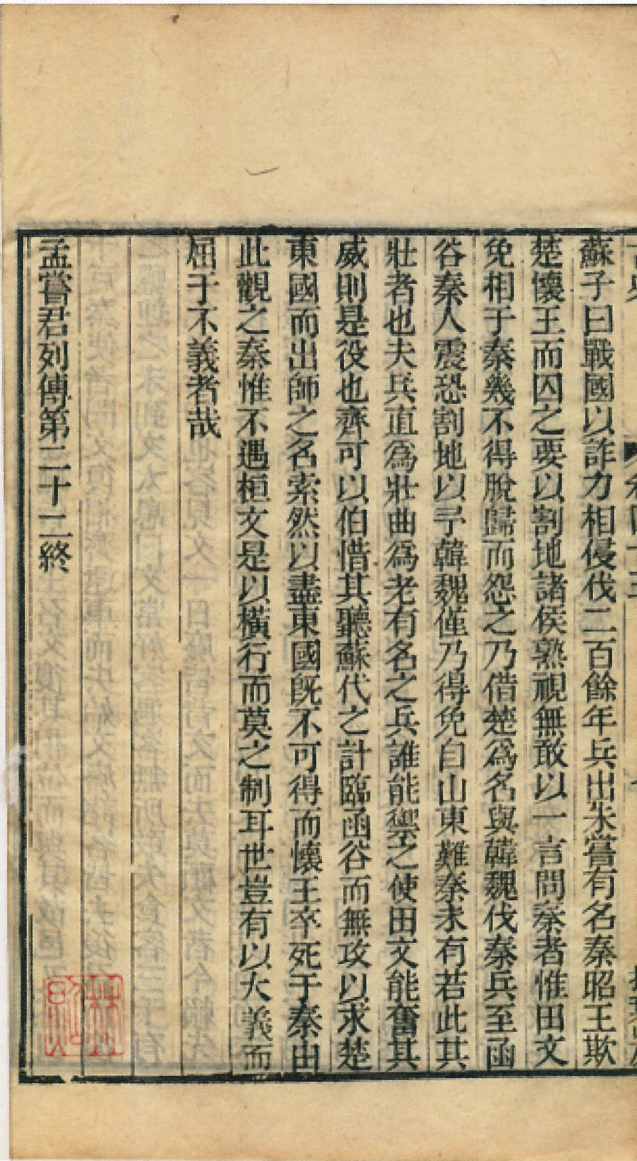 蘇子曰戰國以詐力相侵伐二百餘年兵出未嘗有名秦昭王欺
楚懷王而囚之要以割地諸侯熟視無敢以一言問秦者惟田文
免相于秦幾不得脫歸而怨之乃借楚爲名與韓魏伐秦兵至函
谷秦人震恐割地以予韓魏僅乃得免自山東難秦未有若此其
壯者也夫兵直爲壯曲爲老有名之兵誰能禦之使田文能奮其
威則是役也齊可以伯惜其聽蘇代之計臨函谷而無攻以求楚
東國而出師之名索然以盡東國既不可得而懷王卒死于秦由
此觀之秦惟不遇桓文是以橫行而莫之制耳世豈有以大義而
屈于不義者哉
孟嘗君列傳第二十二終